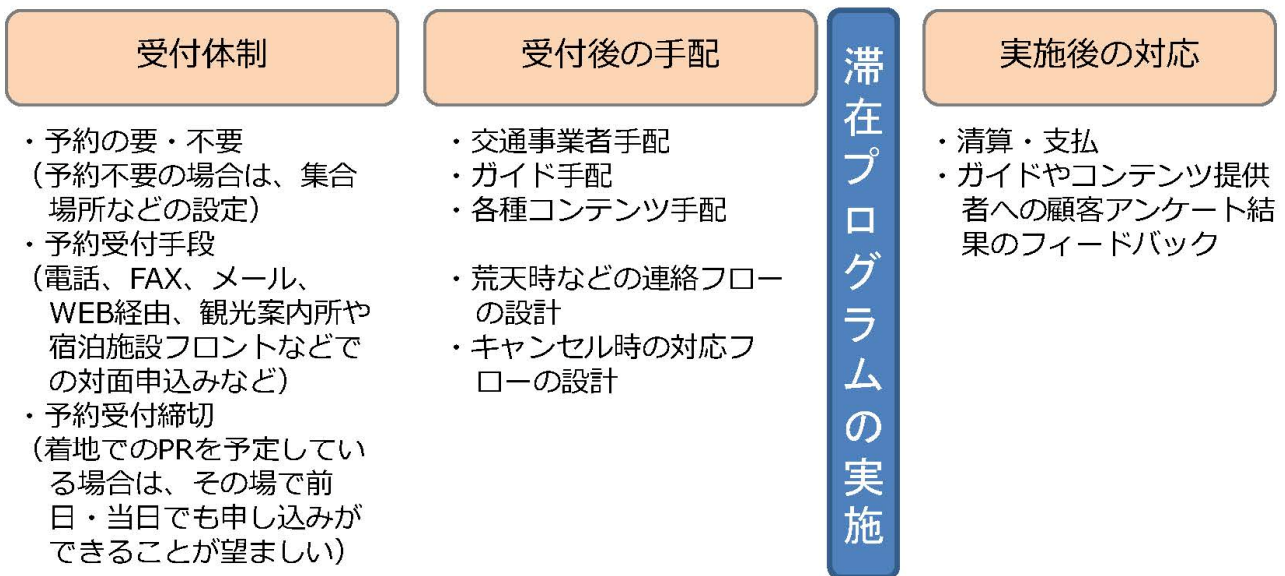 受付体制
・予約の要・不要
（予約不要の場合は、集合
場所などの設定）
・予約受付手段
（電話、FAX、メール、
WEB経由、観光案内所や
宿泊施設フロントなどで
の対面申込みなど）
・予約受付締切
（着地でのPRを予定してい
る場合は、その場で前
日・当日でも申し込みが
できることが望ましい）
受付後の手配
・交通事業者手配
・ガイド手配
・各種コンテンツ手配
・荒天時などの連絡フロー
の設計
・キャンセル時の対応フ
ローの設計
滞在プログラムの実施
実施後の対応
・清算・支払
・ガイドやコンテンツ提供
者への顧客アンケート結
果のフィードバック